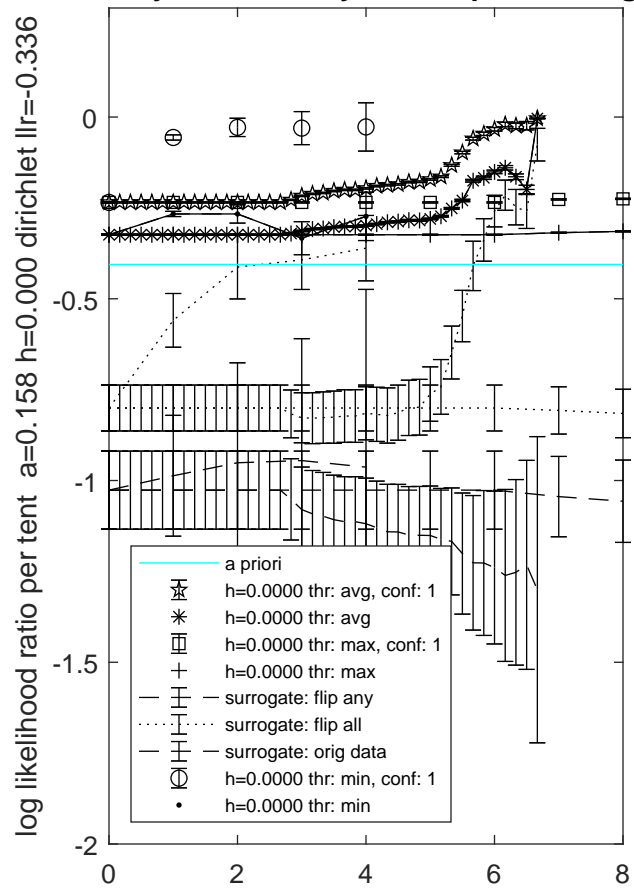 0
-0.5
-1
-1.5
-2
log likelihood ratio per tent a=0.158 h=0.000 dirichlet llr=-0.336
a priori
h=0.0000 thr: avg, conf: 1
h=0.0000 thr: avg
h=0.0000 thr: max, conf: 1
h=0.0000 thr: max
surrogate: flip any
surrogate: flip all
surrogate: orig data
h=0.0000 thr: min, conf: 1
h=0.0000 thr: min
0 2 4 6 8